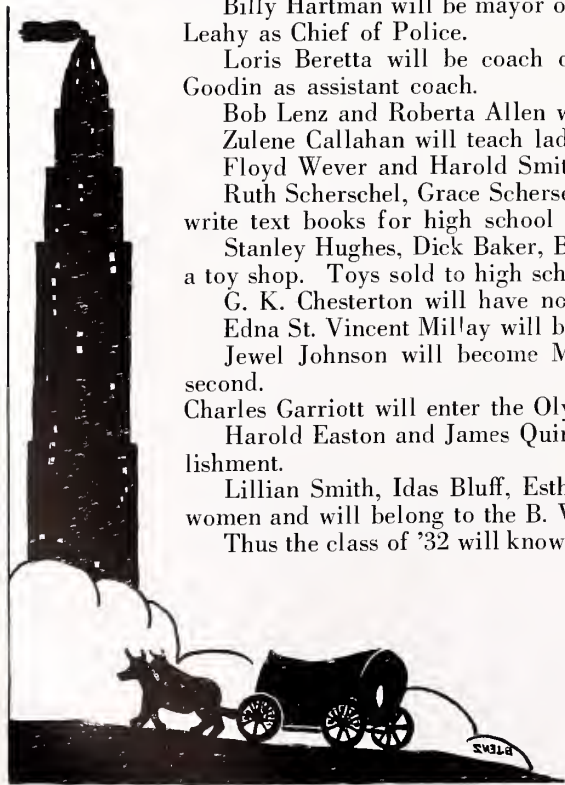 Billy Hartman will be mayor o
Leahy as Chief of Police.
Loris Beretta will be coach o
Goodin as assistant coach.
Bob Lenz and Roberta Allen w
Zulene Callahan will teach lad
Floyd Wever and Harold Smit
Ruth Scherschel, Grace Scherse
write text books for high school
Stanley Hughes, Dick Baker, B
a toy shop. Toys sold to high sch
G. K. Chesterton will have no
Edna St. Vincent Millay will b
Jewel Johnson will become M
second.
Charles Garriott will enter the Oly
Harold Easton and James Quin
lishment.
Lillian Smith, Idas Bluff, Esth
women and will belong to the B. W
Thus the class of '32 will know